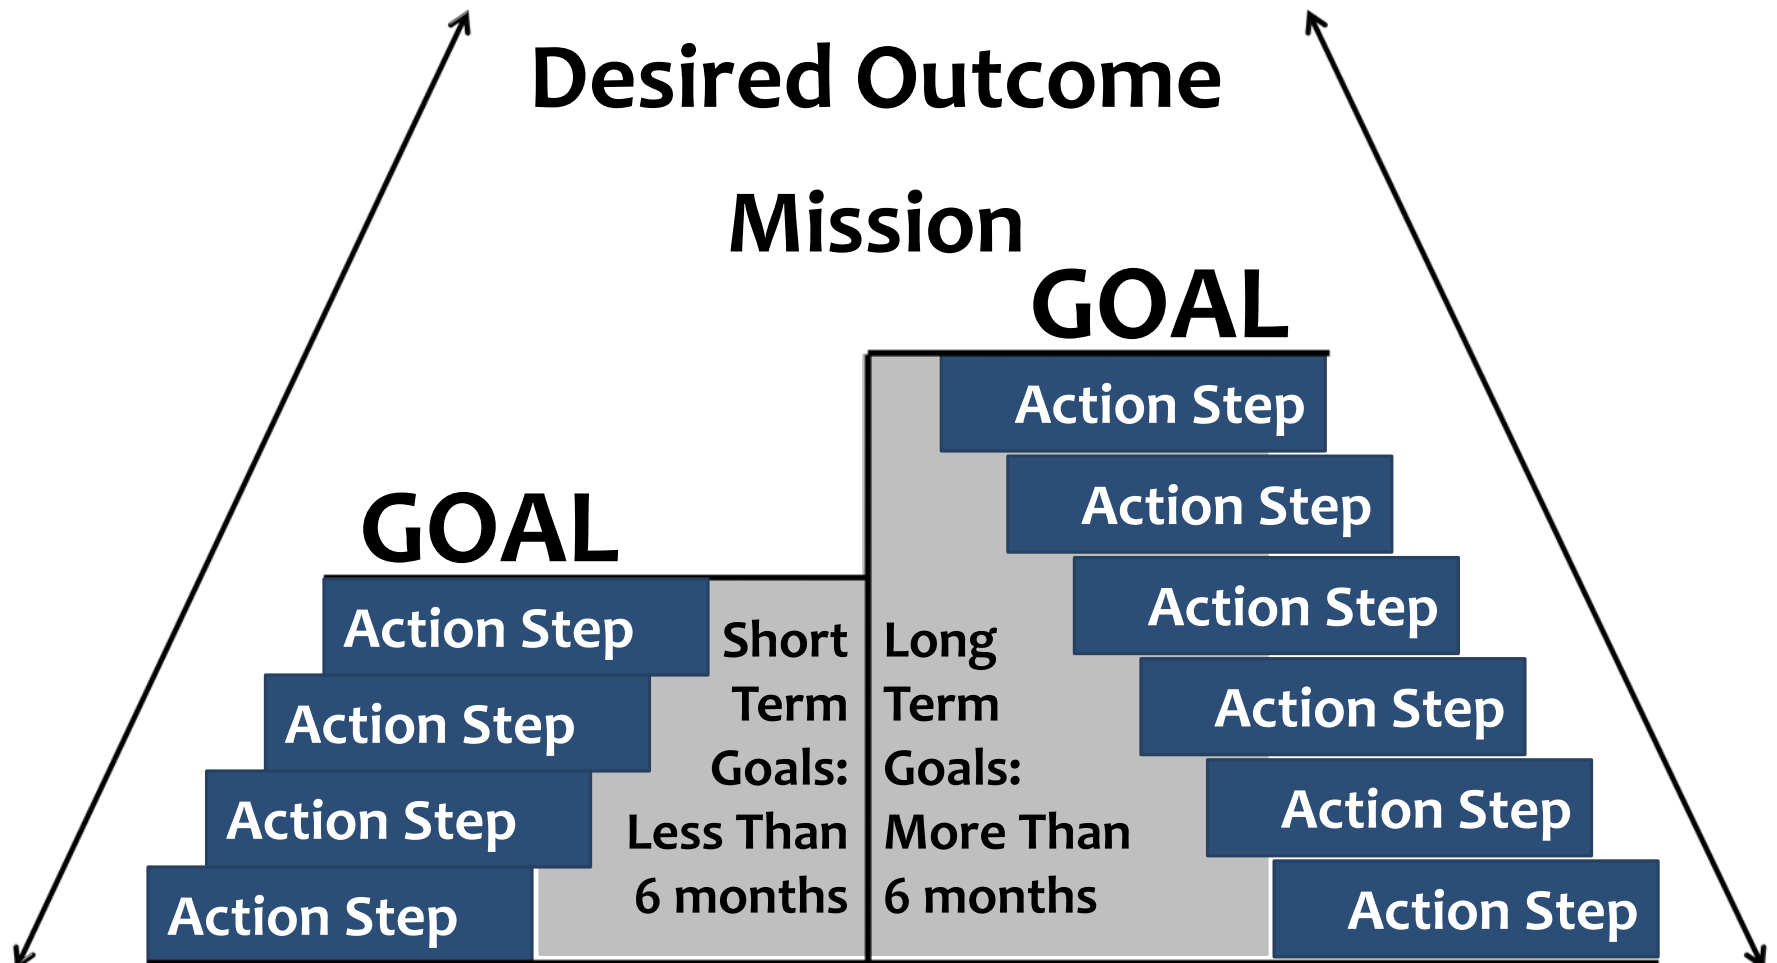 Desired Outcome
Mission
GOAL
Action Step
Action Step
Action Step
Action Step
Action Step
Action Step
GOAL
Action Step
Action Step
Action Step
Action Step
Short
Term
Goals:
Less Than
6 months
Long
Term
Goals:
More Than
6 months